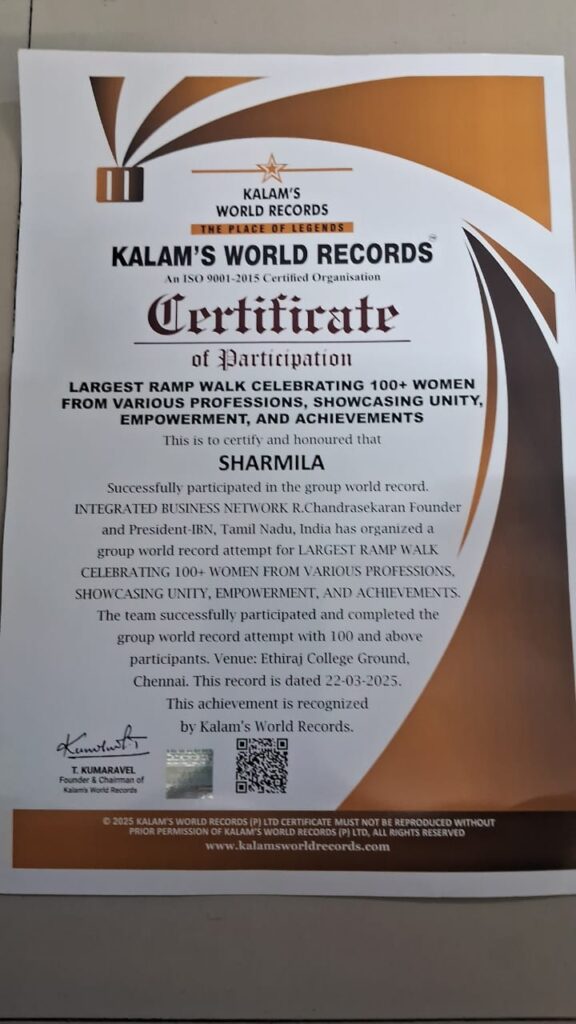 KALAM'S
WORLD RECORDS
THE PLACE OF LEGENDS
KALAM'S WORLD RECORDS™
An ISO 9001-2015 Certified Organisation
Certificate
of Participation
LARGEST RAMP WALK CELEBRATING 100+ WOMEN
FROM VARIOUS PROFESSIONS, SHOWCASING UNITY,
EMPOWERMENT, AND ACHIEVEMENTS
This is to certify and honoured that
SHARMILA
Successfully participated in the group world record.
INTEGRATED BUSINESS NETWORK R.Chandrasekaran Founder
and President-IBN, Tamil Nadu, India has organized a
group world record attempt for LARGEST RAMP WALK
CELEBRATING 100+ WOMEN FROM VARIOUS PROFESSIONS,
SHOWCASING UNITY, EMPOWERMENT, AND ACHIEVEMENTS.
The team successfully participated and completed the
group world record attempt with 100 and above
participants. Venue: Ethiraj College Ground,
Chennai. This record is dated 22-03-2025.
This achievement is recognized
by Kalam's World Records.
T. KUMARAVEL
Founder & Chairman of
Kalam's World Records
© 2025 KALAM'S WORLD RECORDS (P) LTD CERTIFICATE MUST NOT BE REPRODUCED WITHOUT
PRIOR PERMISSION OF KALAM'S WORLD RECORDS (P) LTD, ALL RIGHTS RESERVED
www.kalamsworldrecords.com